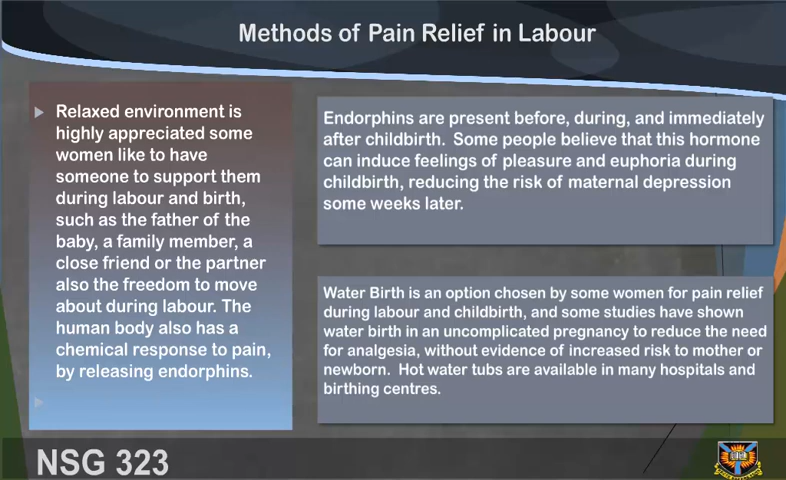 Methods of Pain Relief in Labour
Relaxed environment is
highly appreciated some
women like to have
someone to support them
during labour and birth,
such as the father of the
baby, a family member, a
close friend or the partner
also the freedom to move
about during labour. The
human body also has a
chemical response to pain,
by releasing endorphins.
Endorphins are present before, during, and immediately
after childbirth. Some people believe that this hormone
can induce feelings of pleasure and euphoria during
childbirth, reducing the risk of maternal depression
some weeks later.
Water Birth is an option chosen by some women for pain relief
during labour and childbirth, and some studies have shown
water birth in an uncomplicated pregnancy to reduce the need
for analgesia, without evidence of increased risk to mother or
newborn. Hot water tubs are available in many hospitals and
birthing centres.
NSG 323